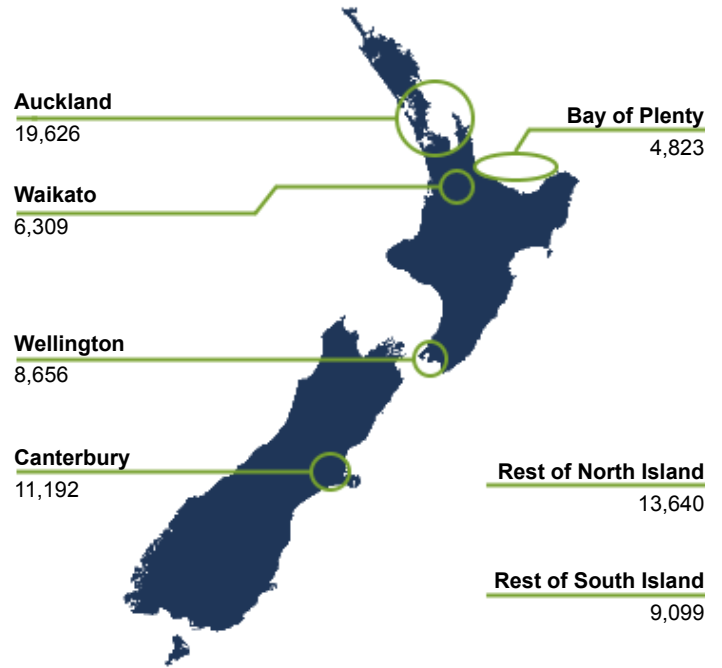 Auckland
19,626
Bay of Plenty
4,823
Waikato
6,309
Wellington
8,656
Canterbury
11,192
Rest of North Island
13,640
Rest of South Island
9,099